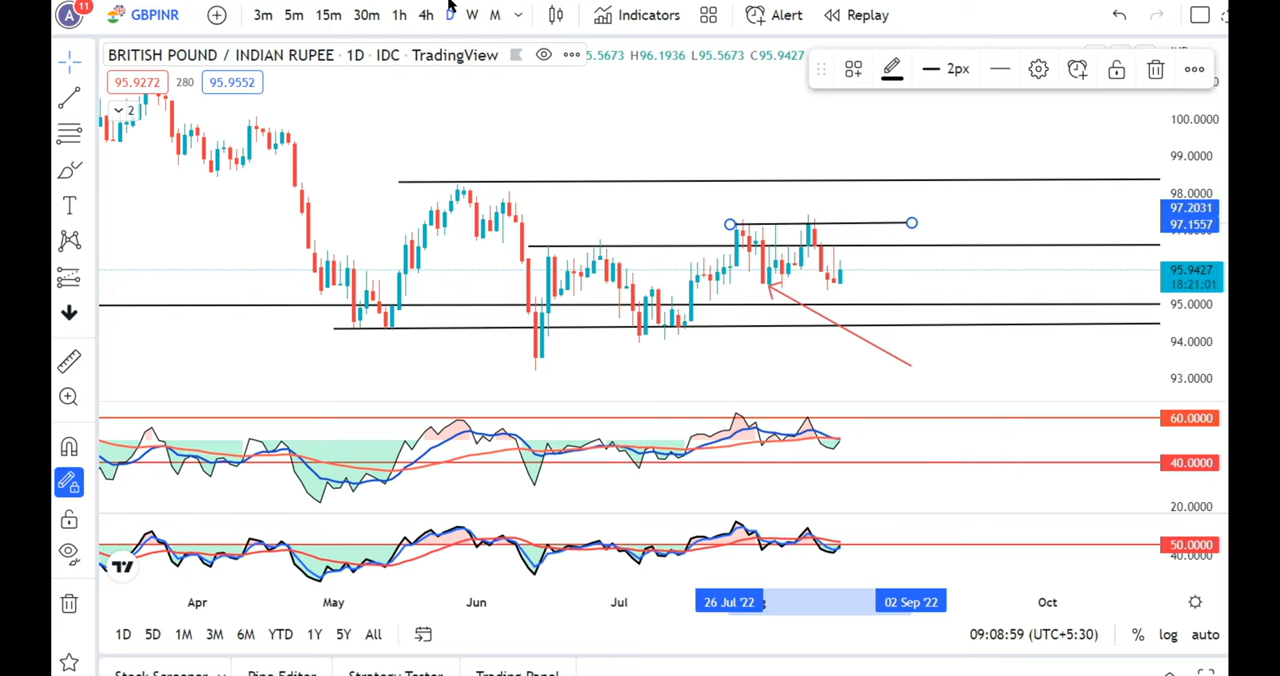 A 11 GBPINR 3m 5m 15m 30m 1h 4h D W M Indicators Alert Replay
BRITISH POUND / INDIAN RUPEE · 1D · IDC · TradingView 5.5673 H96.1936 L95.5673 C95.9427
2px
95.9272 280 95.9552
2
100.0000
99.0000
98.0000
97.2031
97.1557
95.9427
18:21:01
95.0000
94.0000
93.0000
60.0000
40.0000
20.0000
50.0000
40.0000
Apr May Jun Jul 26 Jul '22 02 Sep '22 Oct
1D 5D 1M 3M 6M YTD 1Y 5Y All 09:08:59 (UTC+5:30) % log auto
Stock Screener Pine Editor Strategy Tester Trading Panel